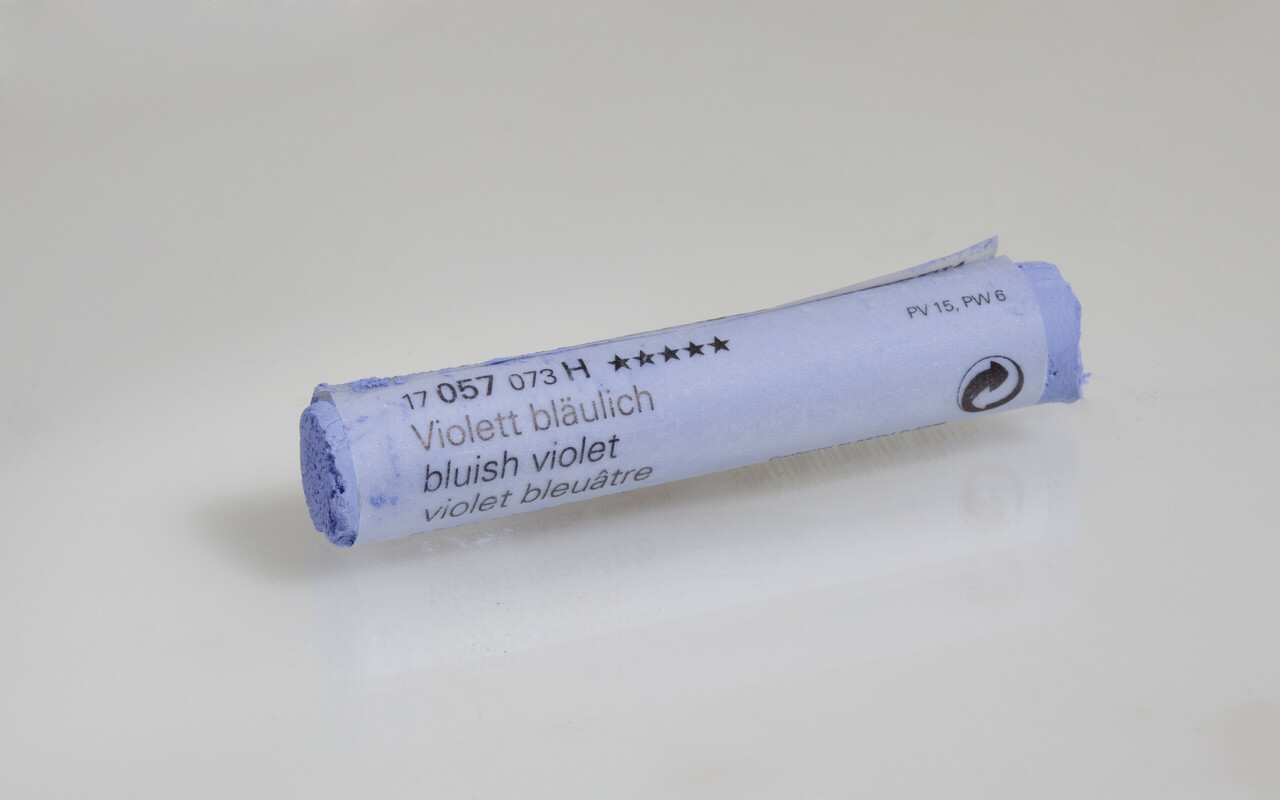 17 057 073 H ★★★★★
Violett bläulich
bluish violet
violet bleuâtre
PV 15, PW 6